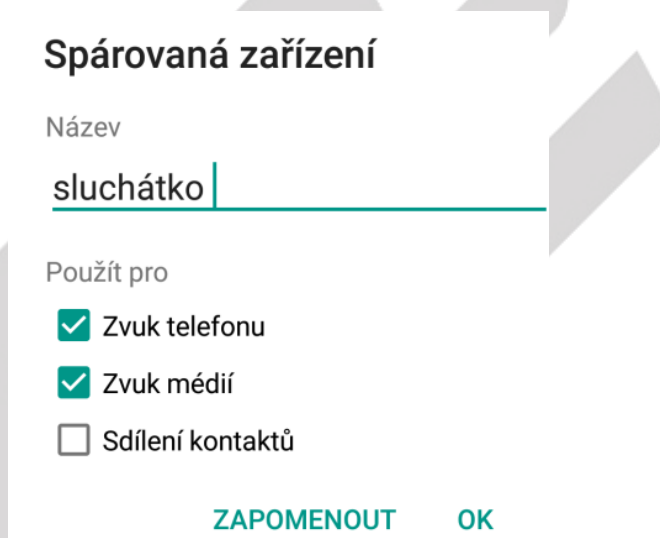 Spárovaná zařízení
Název
sluchátko
Použít pro
Zvuk telefonu
Zvuk médií
Sdílení kontaktů
ZAPOMENOUT OK